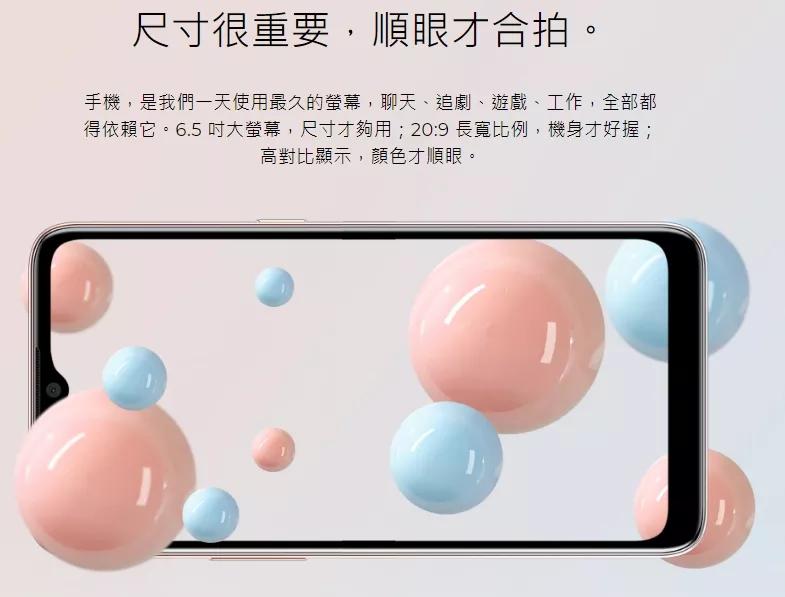 尺寸很重要，順眼才合拍。
手機，是我們一天使用最久的螢幕，聊天、追劇、遊戲、工作，全部都
得依賴它。6.5 吋大螢幕，尺寸才夠用；20:9 長寬比例，機身才好握；
高對比顯示，顏色才順眼。